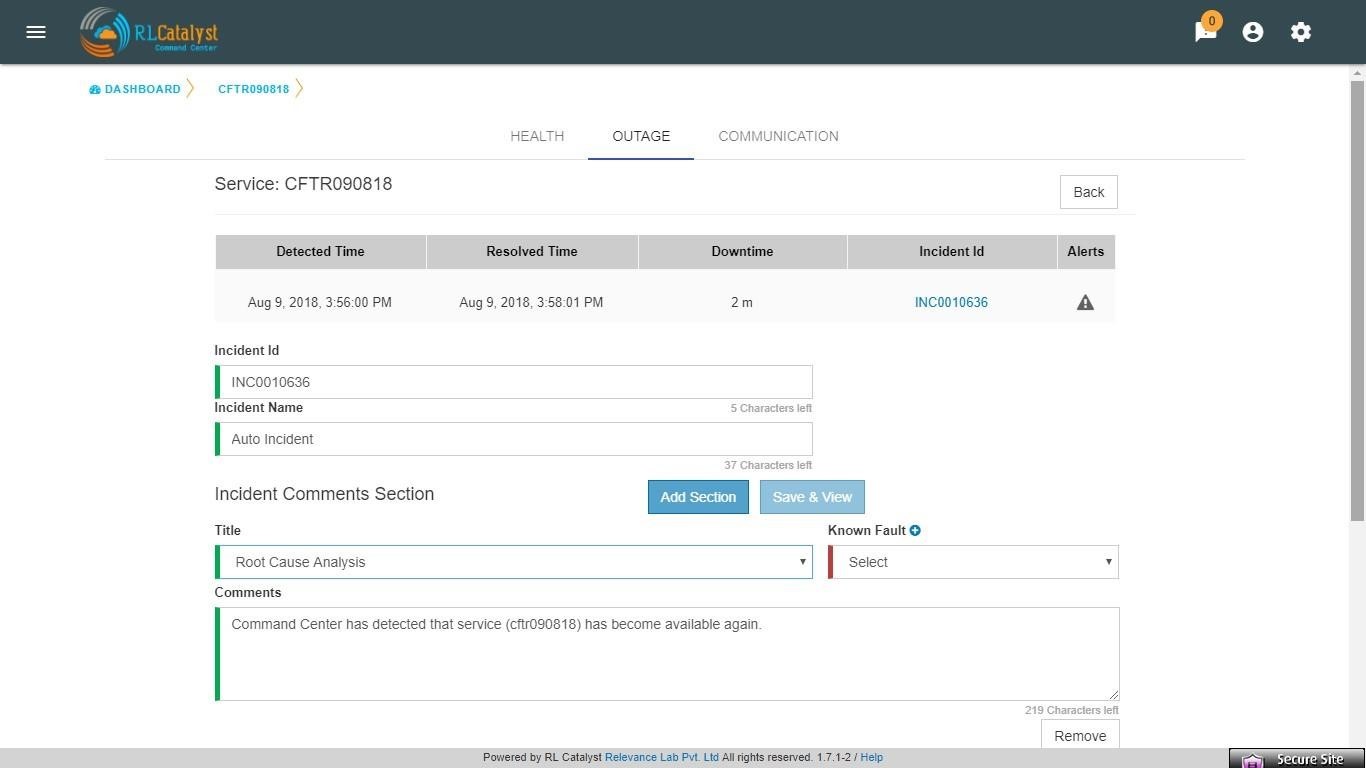 0
RLCatalyst
Command Center
DASHBOARD
CFTR090818
HEALTH
OUTAGE
COMMUNICATION
Service: CFTR090818
Back
Detected Time
Resolved Time
Downtime
Incident Id
Alerts
Aug 9, 2018, 3:56:00 PM
Aug 9, 2018, 3:58:01 PM
2 m
INC0010636
Incident Id
INC0010636
Incident Name
5 Characters left
Auto Incident
37 Characters left
Incident Comments Section
Add Section
Save & View
Title
Known Fault
Root Cause Analysis
Select
Comments
Command Center has detected that service (cftr090818) has become available again.
219 Characters left
Remove
Powered by RL Catalyst Relevance Lab Pvt. Ltd All rights reserved. 1.7.1-2 / Help
Secure Site